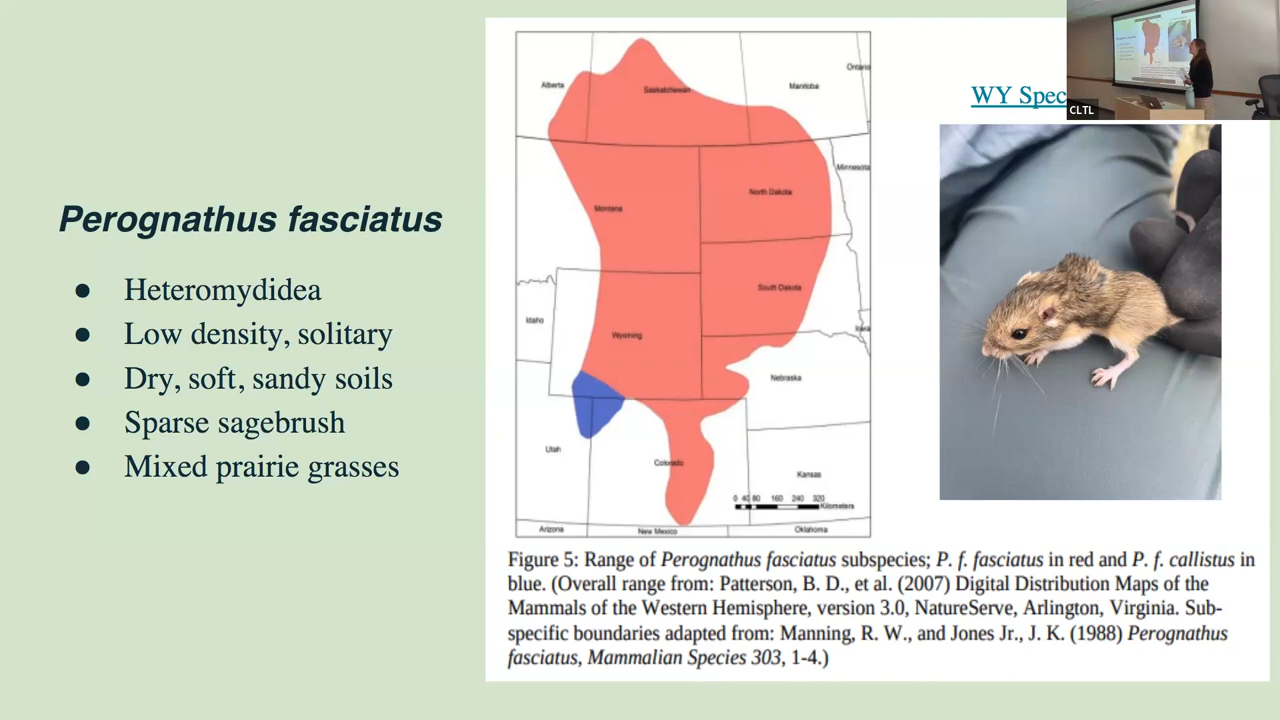 Perognathus fasciatus
● Heteromydidea
● Low density, solitary
● Dry, soft, sandy soils
● Sparse sagebrush
● Mixed prairie grasses
Alberta
Saskatchewan
Manitoba
Ontario
Montana
North Dakota
Minnesota
South Dakota
Idaho
Wyoming
Iowa
Nebraska
Utah
Colorado
Kansas
0 40 80 160 240 320
Kilometers
Arizona
New Mexico
Oklahoma
WY Spec
CLTL
Figure 5: Range of Perognathus fasciatus subspecies; P. f. fasciatus in red and P. f. callistus in
blue. (Overall range from: Patterson, B. D., et al. (2007) Digital Distribution Maps of the
Mammals of the Western Hemisphere, version 3.0, NatureServe, Arlington, Virginia. Sub-
specific boundaries adapted from: Manning, R. W., and Jones Jr., J. K. (1988) Perognathus
fasciatus, Mammalian Species 303, 1-4.)